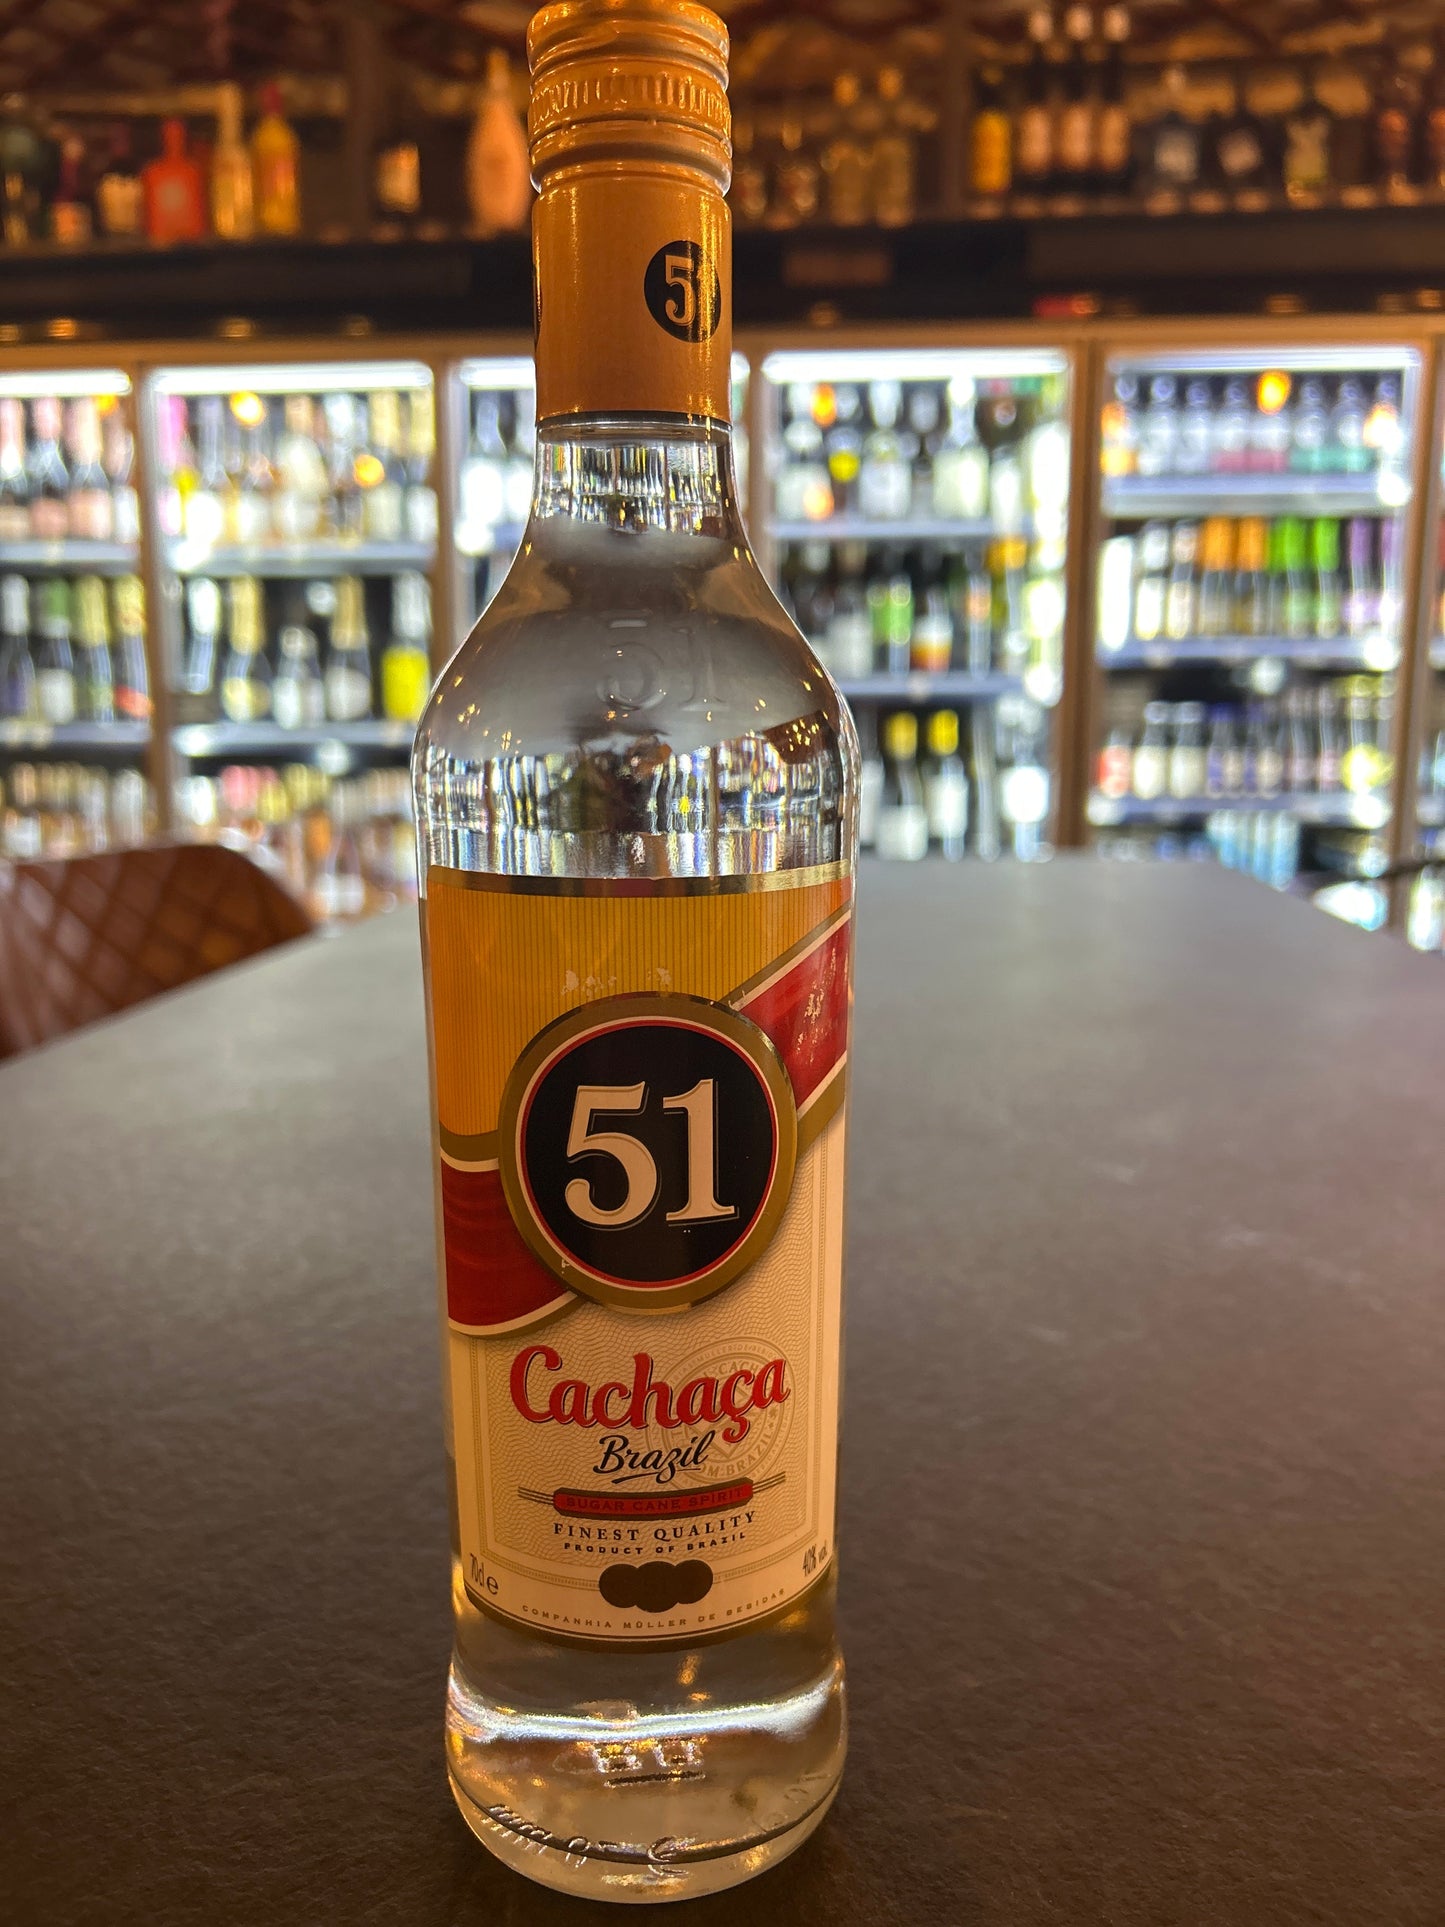 51
51
51
Cachaça
Brazil
SUGAR CANE SPIRIT
FINEST QUALITY
PRODUCT OF BRAZIL
70cl e
40% vol.
COMPANHIA MÜLLER DE BEBIDAS